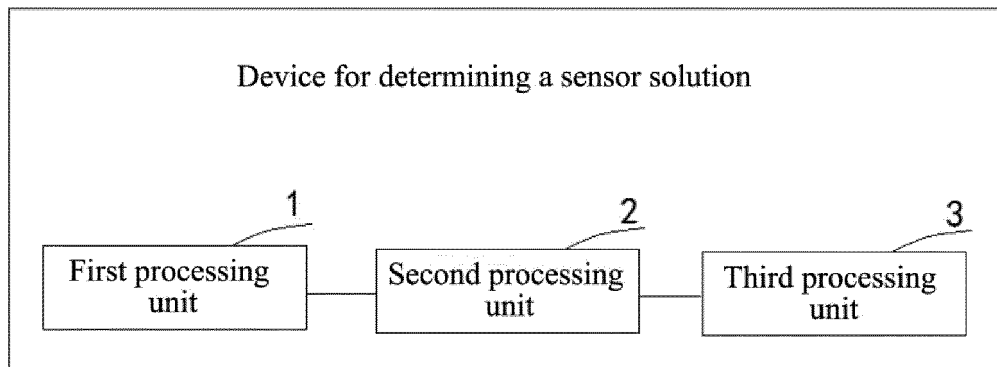 Device for determining a sensor solution
1
2
3
First processing
unit
Second processing
unit
Third processing
unit